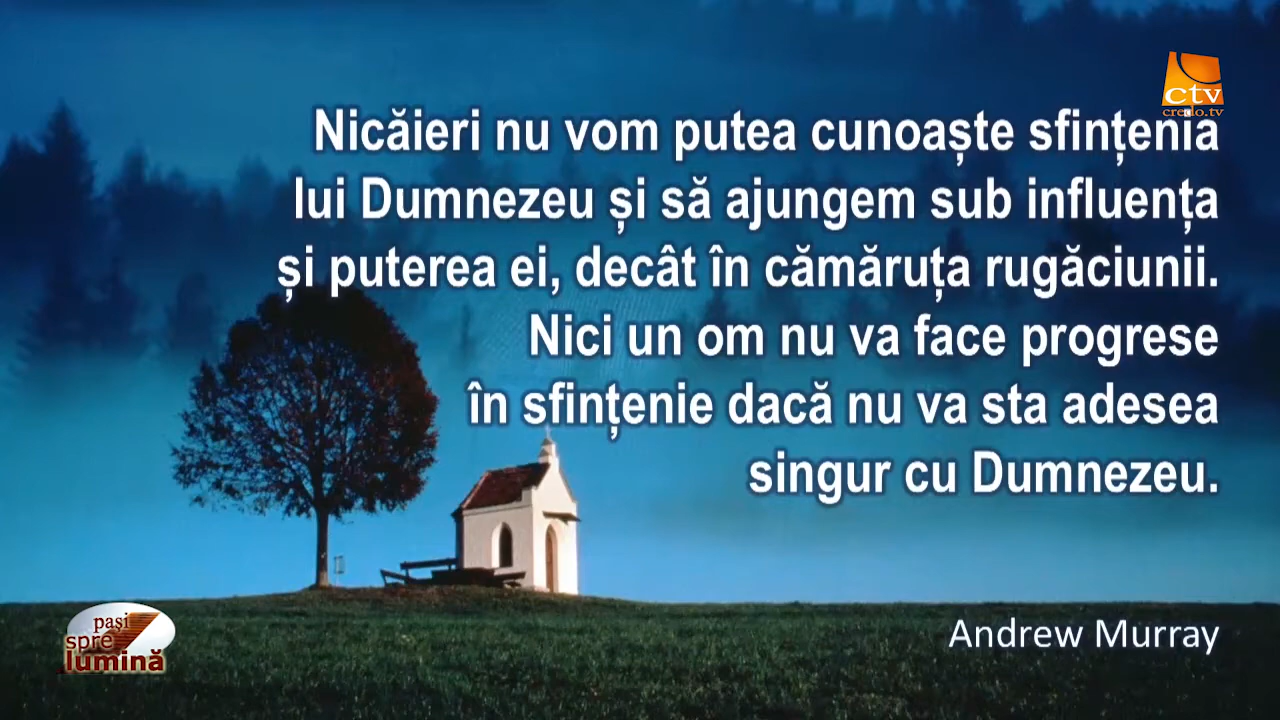 ctv
credo.tv
Nicăieri nu vom putea cunoaște sfințenia
lui Dumnezeu și să ajungem sub influența
și puterea ei, decât în cămăruța rugăciunii.
Nici un om nu va face progrese
în sfințenie dacă nu va sta adesea
singur cu Dumnezeu.
Andrew Murray
pași
spre
lumină